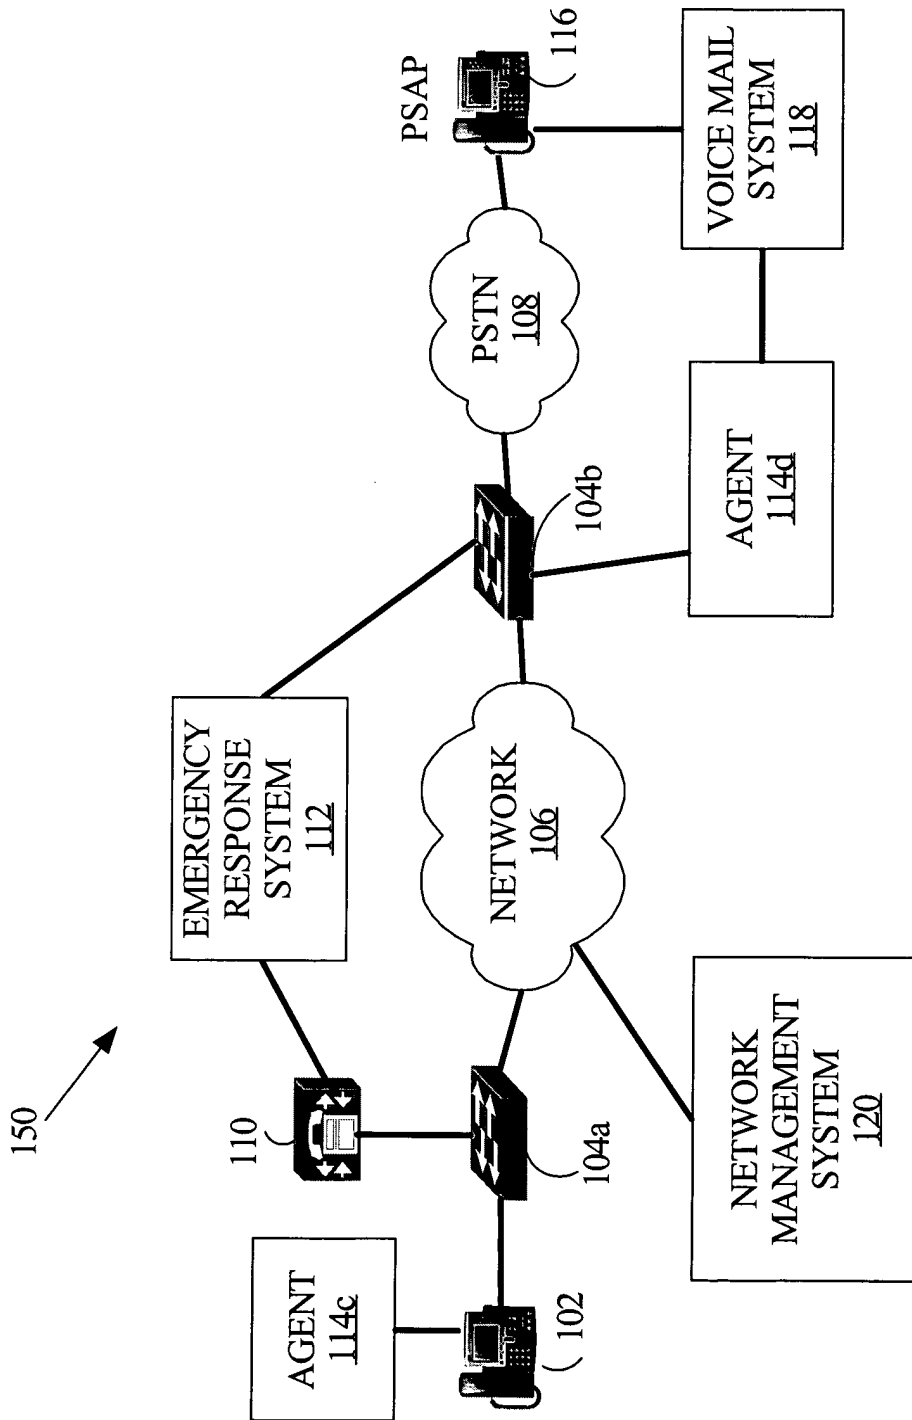 150
EMERGENCY
RESPONSE
SYSTEM
112
110
AGENT
114c
102
104a
NETWORK
106
104b
PSTN
108
PSAP
116
NETWORK
MANAGEMENT
SYSTEM
120
AGENT
114d
VOICE MAIL
SYSTEM
118